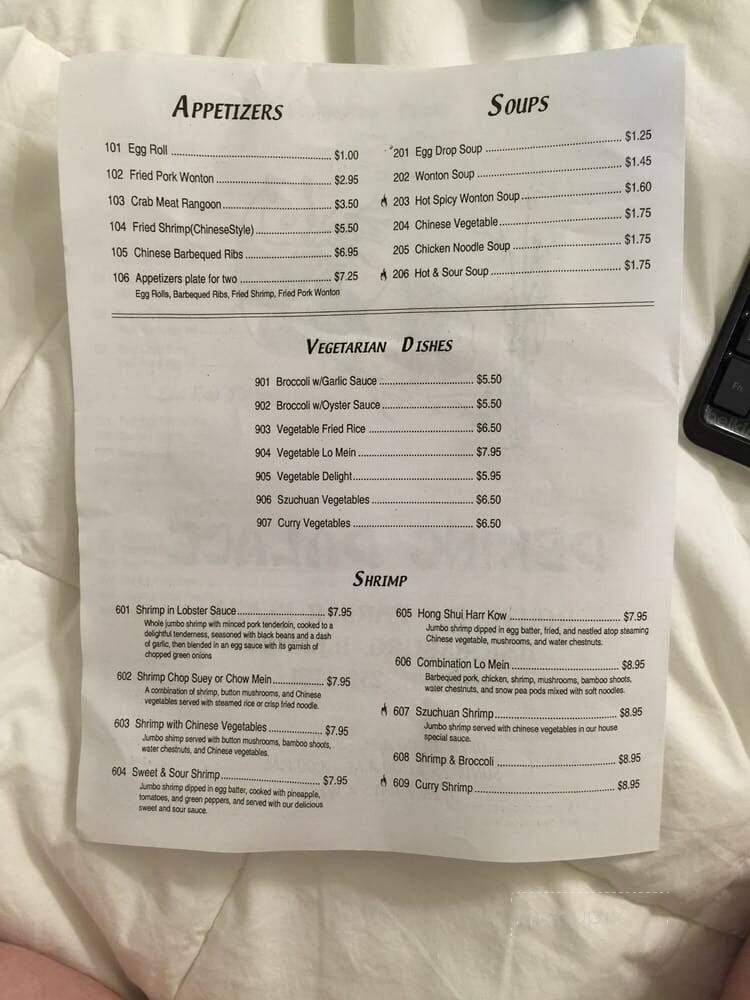 APPETIZERS
101 Egg Roll $1.00
102 Fried Pork Wonton $2.95
103 Crab Meat Rangoon $3.50
104 Fried Shrimp(ChineseStyle) $5.50
105 Chinese Barbequed Ribs $6.95
106 Appetizers plate for two $7.25
Egg Rolls, Barbequed Ribs, Fried Shrimp, Fried Pork Wonton
SOUPS
201 Egg Drop Soup $1.25
202 Wonton Soup $1.45
203 Hot Spicy Wonton Soup $1.60
204 Chinese Vegetable $1.75
205 Chicken Noodle Soup $1.75
206 Hot & Sour Soup $1.75
VEGETARIAN DISHES
901 Broccoli w/Garlic Sauce $5.50
902 Broccoli w/Oyster Sauce $5.50
903 Vegetable Fried Rice $6.50
904 Vegetable Lo Mein $7.95
905 Vegetable Delight $5.95
906 Szuchuan Vegetables $6.50
907 Curry Vegetables $6.50
SHRIMP
601 Shrimp in Lobster Sauce $7.95
Whole jumbo shrimp with minced pork tenderloin, cooked to a
delightful tenderness, seasoned with black beans and a dash
of garlic, then blended in an egg sauce with its garnish of
chopped green onions
602 Shrimp Chop Suey or Chow Mein $7.95
A combination of shrimp, button mushrooms, and Chinese
vegetables served with steamed rice or crisp fried noodle.
603 Shrimp with Chinese Vegetables $7.95
Jumbo shimp served with button mushrooms, bamboo shoots,
water chestnuts, and Chinese vegetables.
604 Sweet & Sour Shrimp $7.95
Jumbo shrimp dipped in egg batter, cooked with pineapple,
tomatoes, and green peppers, and served with our delicious
sweet and sour sauce.
605 Hong Shui Harr Kow $7.95
Jumbo shrimp dipped in egg batter, fried, and nestled atop steaming
Chinese vegetable, mushrooms, and water chestnuts.
606 Combination Lo Mein $8.95
Barbequed pork, chicken, shrimp, mushrooms, bamboo shoots,
water chestnuts, and snow pea pods mixed with soft noodles.
607 Szuchuan Shrimp $8.95
Jumbo shrimp served with chinese vegetables in our house
special sauce.
608 Shrimp & Broccoli $8.95
609 Curry Shrimp $8.95
Fn